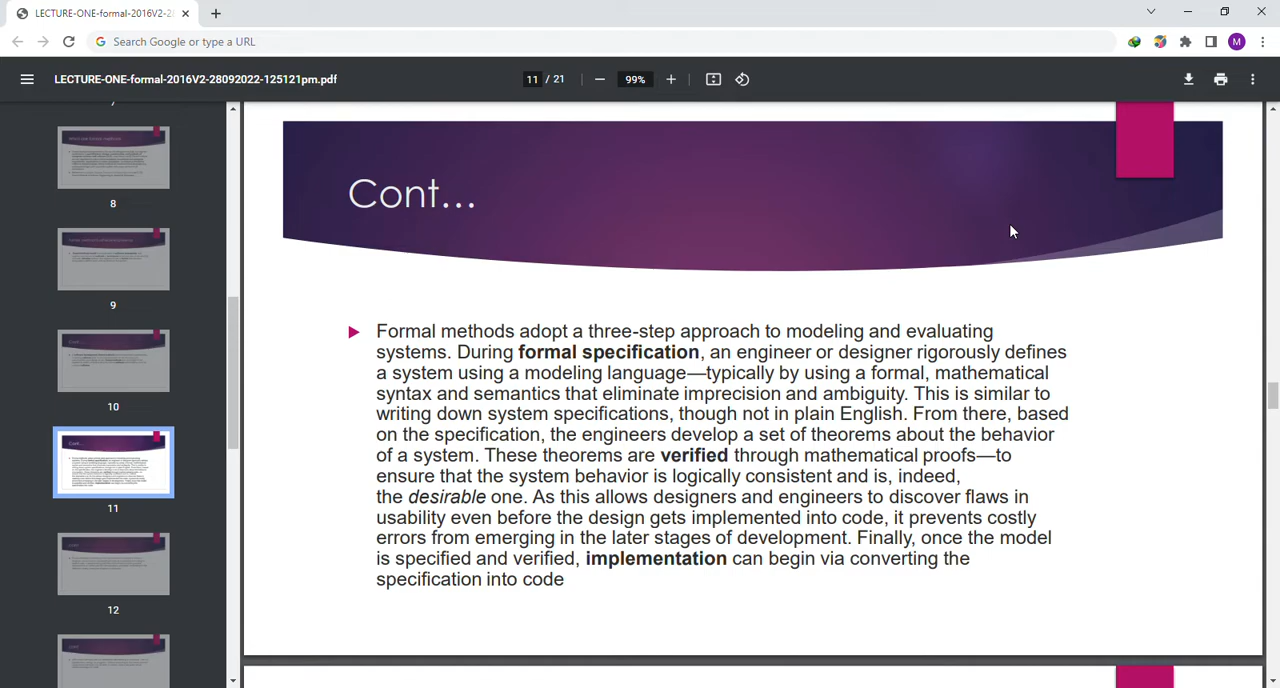 LECTURE-ONE-formal-2016V2-2
Search Google or type a URL
M
LECTURE-ONE-formal-2016V2-28092022-125121pm.pdf
11 / 21
99%
8
9
10
11
12
Cont...
Formal methods adopt a three-step approach to modeling and evaluating
systems. During formal specification, an engineer or designer rigorously defines
a system using a modeling language—typically by using a formal, mathematical
syntax and semantics that eliminate imprecision and ambiguity. This is similar to
writing down system specifications, though not in plain English. From there, based
on the specification, the engineers develop a set of theorems about the behavior
of a system. These theorems are verified through mathematical proofs—to
ensure that the system behavior is logically consistent and is, indeed,
the desirable one. As this allows designers and engineers to discover flaws in
usability even before the design gets implemented into code, it prevents costly
errors from emerging in the later stages of development. Finally, once the model
is specified and verified, implementation can begin via converting the
specification into code